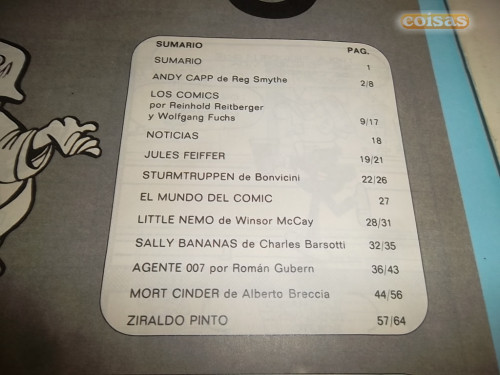 coisas
SUMARIO PAG.
SUMARIO 1
ANDY CAPP de Reg Smythe 2/8
LOS COMICS
por Reinhold Reitberger
y Wolfgang Fuchs 9/17
NOTICIAS 18
JULES FEIFFER 19/21
STURMTRUPPEN de Bonvicini 22/26
EL MUNDO DEL COMIC 27
LITTLE NEMO de Winsor McCay 28/31
SALLY BANANAS de Charles Barsotti 32/35
AGENTE 007 por Román Gubern 36/43
MORT CINDER de Alberto Breccia 44/56
ZIRALDO PINTO 57/64